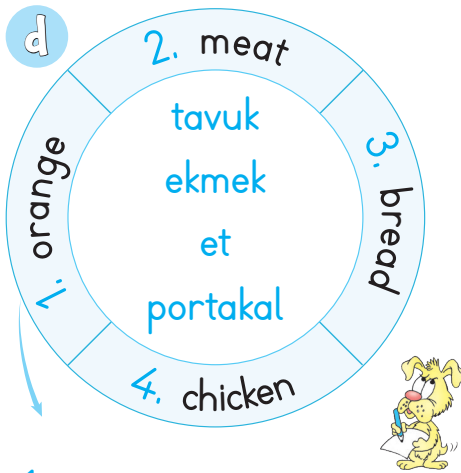 d
1. orange
2. meat
3. bread
4. chicken
tavuk
ekmek
et
portakal